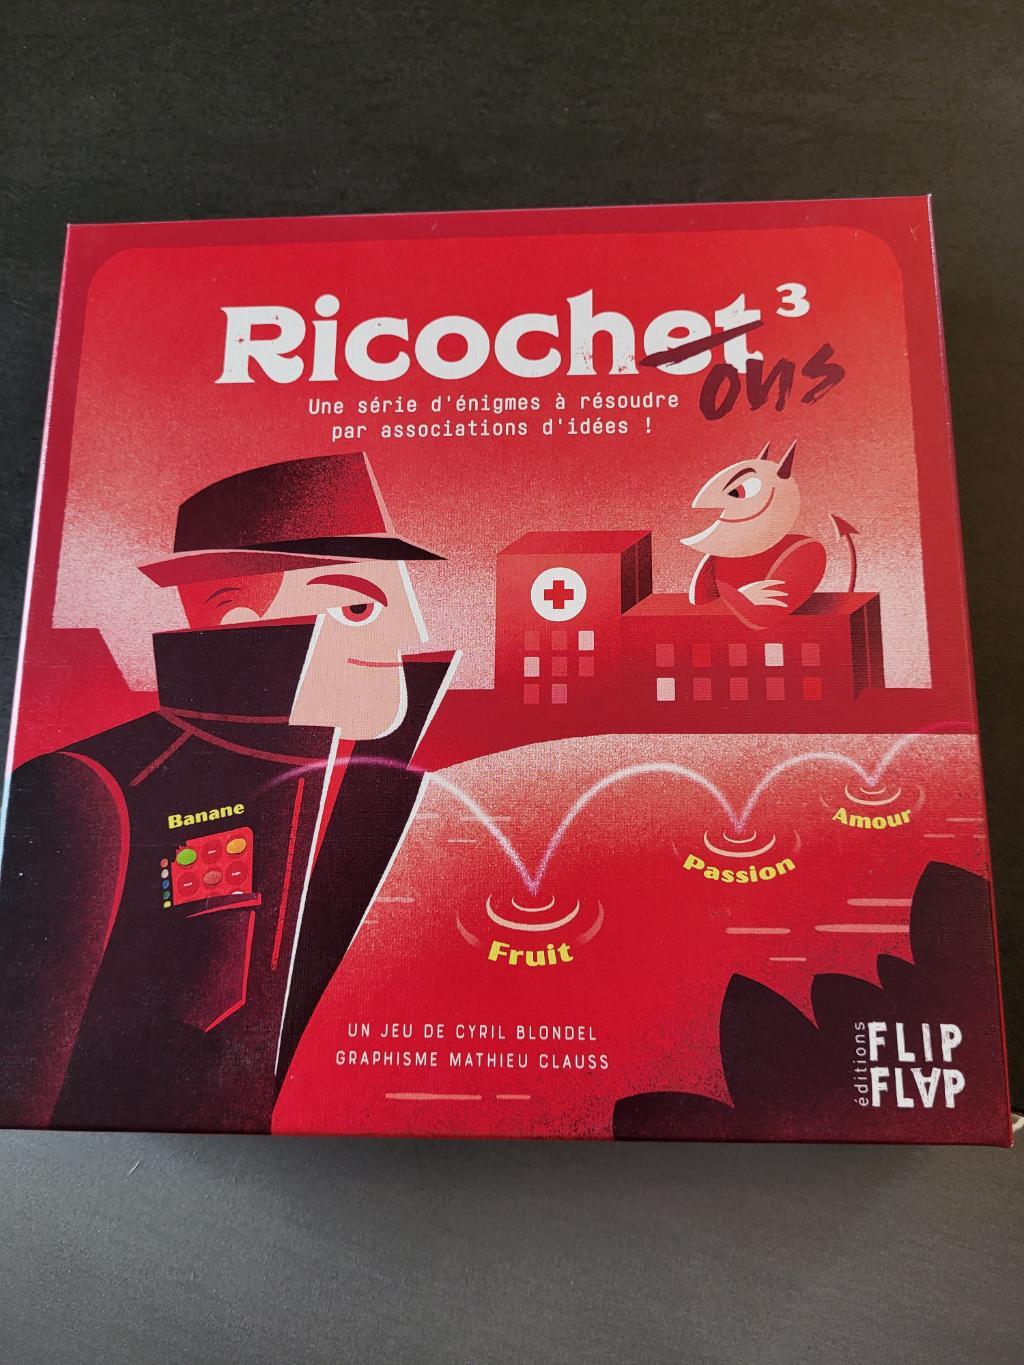 Ricochet³
ons
Une série d'énigmes à résoudre
par associations d'idées !
Banane
Fruit
Passion
Amour
UN JEU DE CYRIL BLONDEL
GRAPHISME MATHIEU CLAUSS
éditions
FLIP
FLAP